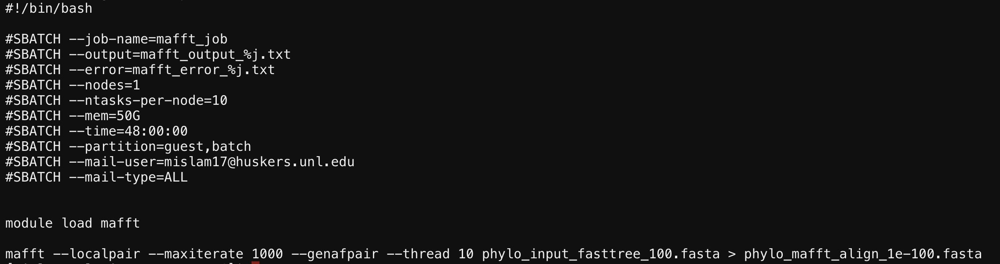 #!/bin/bash
#SBATCH --job-name=mafft_job
#SBATCH --output=mafft_output_%j.txt
#SBATCH --error=mafft_error_%j.txt
#SBATCH --nodes=1
#SBATCH --ntasks-per-node=10
#SBATCH --mem=50G
#SBATCH --time=48:00:00
#SBATCH --partition=guest,batch
#SBATCH --mail-user=mislam17@huskers.unl.edu
#SBATCH --mail-type=ALL
module load mafft
mafft --localpair --maxiterate 1000 --genafpair --thread 10 phylo_input_fasttree_100.fasta > phylo_mafft_align_1e-100.fasta